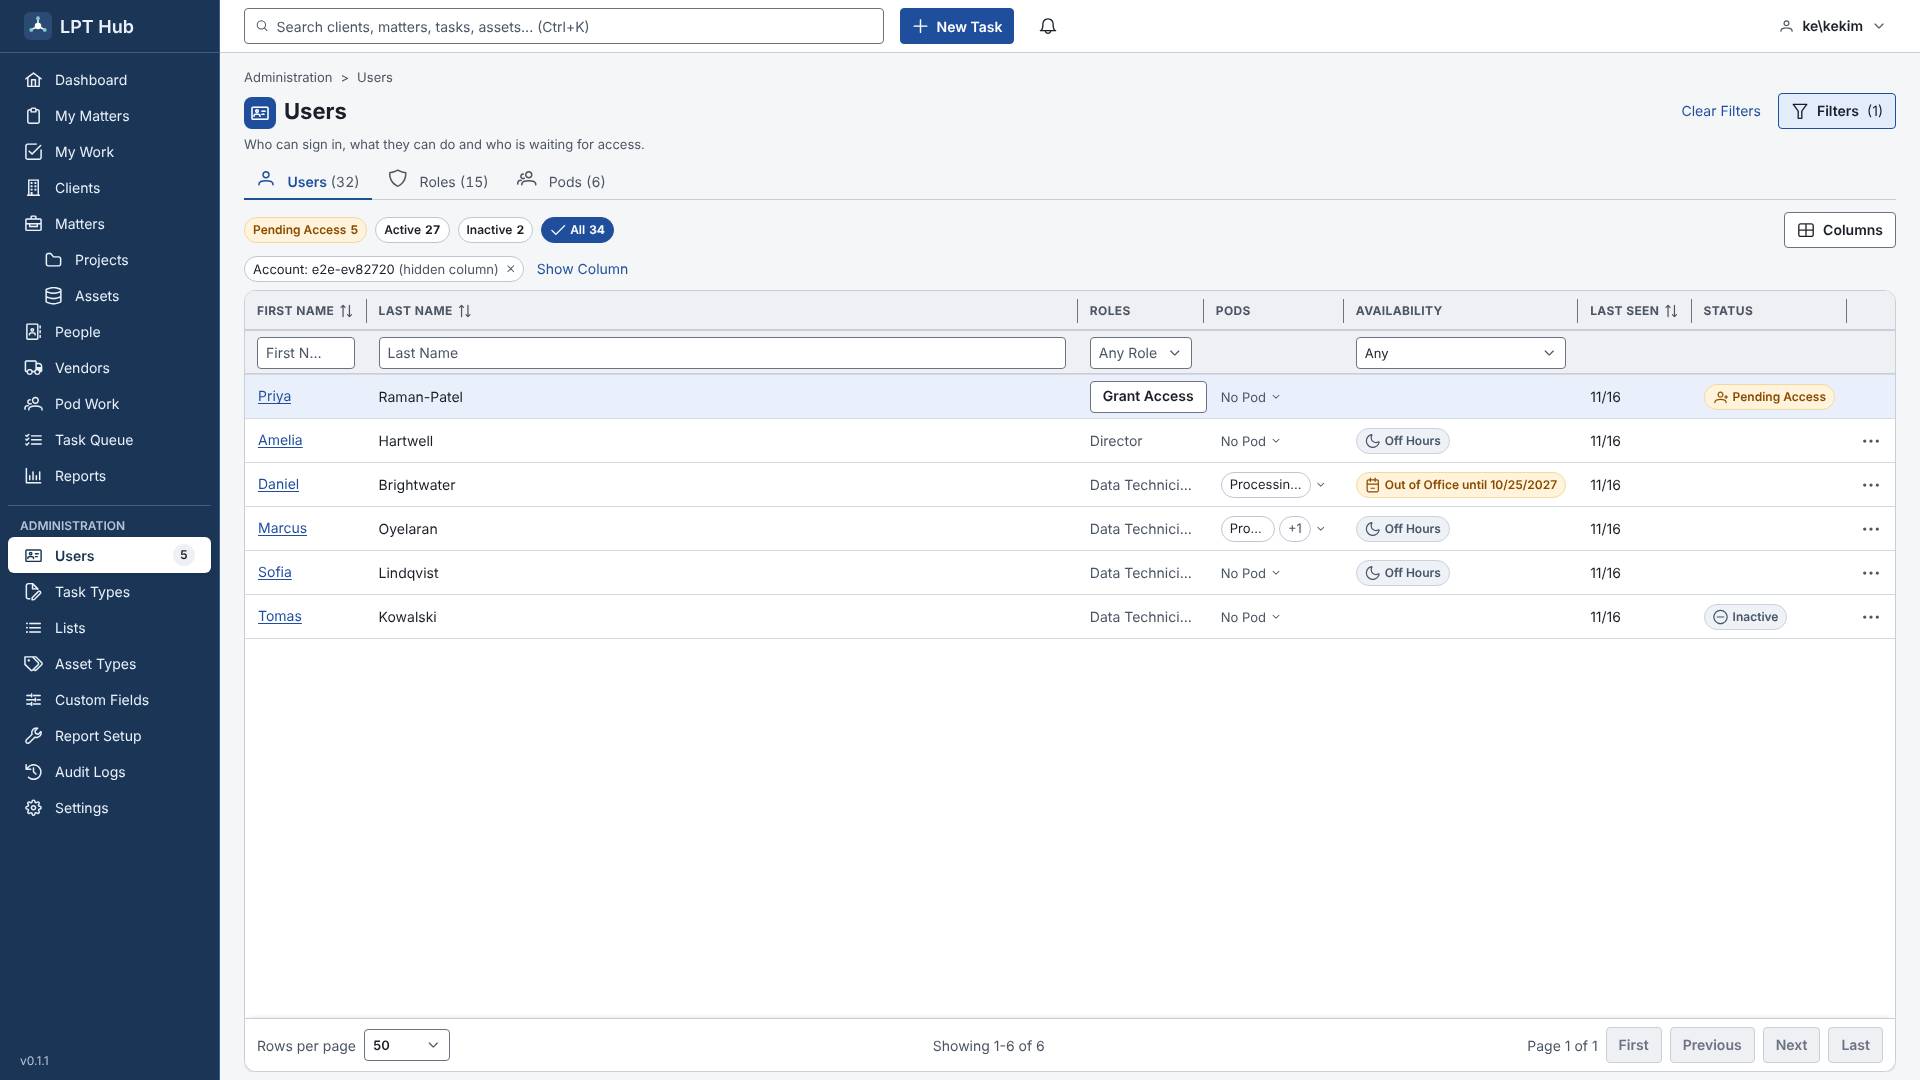 LPT Hub
Search clients, matters, tasks, assets... (Ctrl+K)
New Task
ke\kekim
Dashboard
My Matters
My Work
Clients
Matters
Projects
Assets
People
Vendors
Pod Work
Task Queue
Reports
ADMINISTRATION
Users 5
Task Types
Lists
Asset Types
Custom Fields
Report Setup
Audit Logs
Settings
v0.1.1
Administration > Users
Users
Clear Filters
Filters (1)
Who can sign in, what they can do and who is waiting for access.
Users (32) Roles (15) Pods (6)
Pending Access 5 Active 27 Inactive 2 All 34
Columns
Account: e2e-ev82720 (hidden column) × Show Column
FIRST NAME LAST NAME ROLES PODS AVAILABILITY LAST SEEN STATUS
First N... Last Name Any Role Any
Priya Raman-Patel Grant Access No Pod 11/16 Pending Access
Amelia Hartwell Director No Pod Off Hours 11/16
Daniel Brightwater Data Technici... Processin... Out of Office until 10/25/2027 11/16
Marcus Oyelaran Data Technici... Pro... +1 Off Hours 11/16
Sofia Lindqvist Data Technici... No Pod Off Hours 11/16
Tomas Kowalski Data Technici... No Pod 11/16 Inactive
Rows per page 50 Showing 1-6 of 6 Page 1 of 1 First Previous Next Last